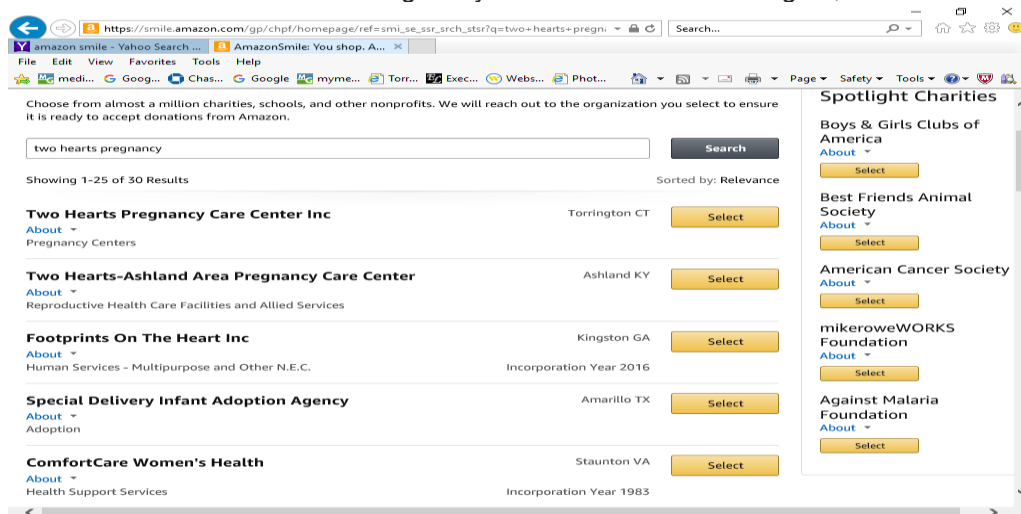 https://smile.amazon.com/gp/chpf/homepage/ref=smi_se_ssr_srch_stsr?q=two+hearts+pregn
Search...
amazon smile - Yahoo Search ...
AmazonSmile: You shop. A...
File Edit View Favorites Tools Help
medi... Goog... Chas... Google myme... Torr... Exec... Webs... Phot... Page Safety Tools
Choose from almost a million charities, schools, and other nonprofits. We will reach out to the organization you select to ensure
it is ready to accept donations from Amazon.
two hearts pregnancy
Search
Showing 1-25 of 30 Results
Sorted by: Relevance
Two Hearts Pregnancy Care Center Inc
Torrington CT
Select
About
Pregnancy Centers
Two Hearts-Ashland Area Pregnancy Care Center
Ashland KY
Select
About
Reproductive Health Care Facilities and Allied Services
Footprints On The Heart Inc
Kingston GA
Select
About
Human Services - Multipurpose and Other N.E.C.
Incorporation Year 2016
Special Delivery Infant Adoption Agency
Amarillo TX
Select
About
Adoption
ComfortCare Women's Health
Staunton VA
Select
About
Health Support Services
Incorporation Year 1983
Spotlight Charities
Boys & Girls Clubs of
America
About
Select
Best Friends Animal
Society
About
Select
American Cancer Society
About
Select
mikeroweWORKS
Foundation
About
Select
Against Malaria
Foundation
About
Select